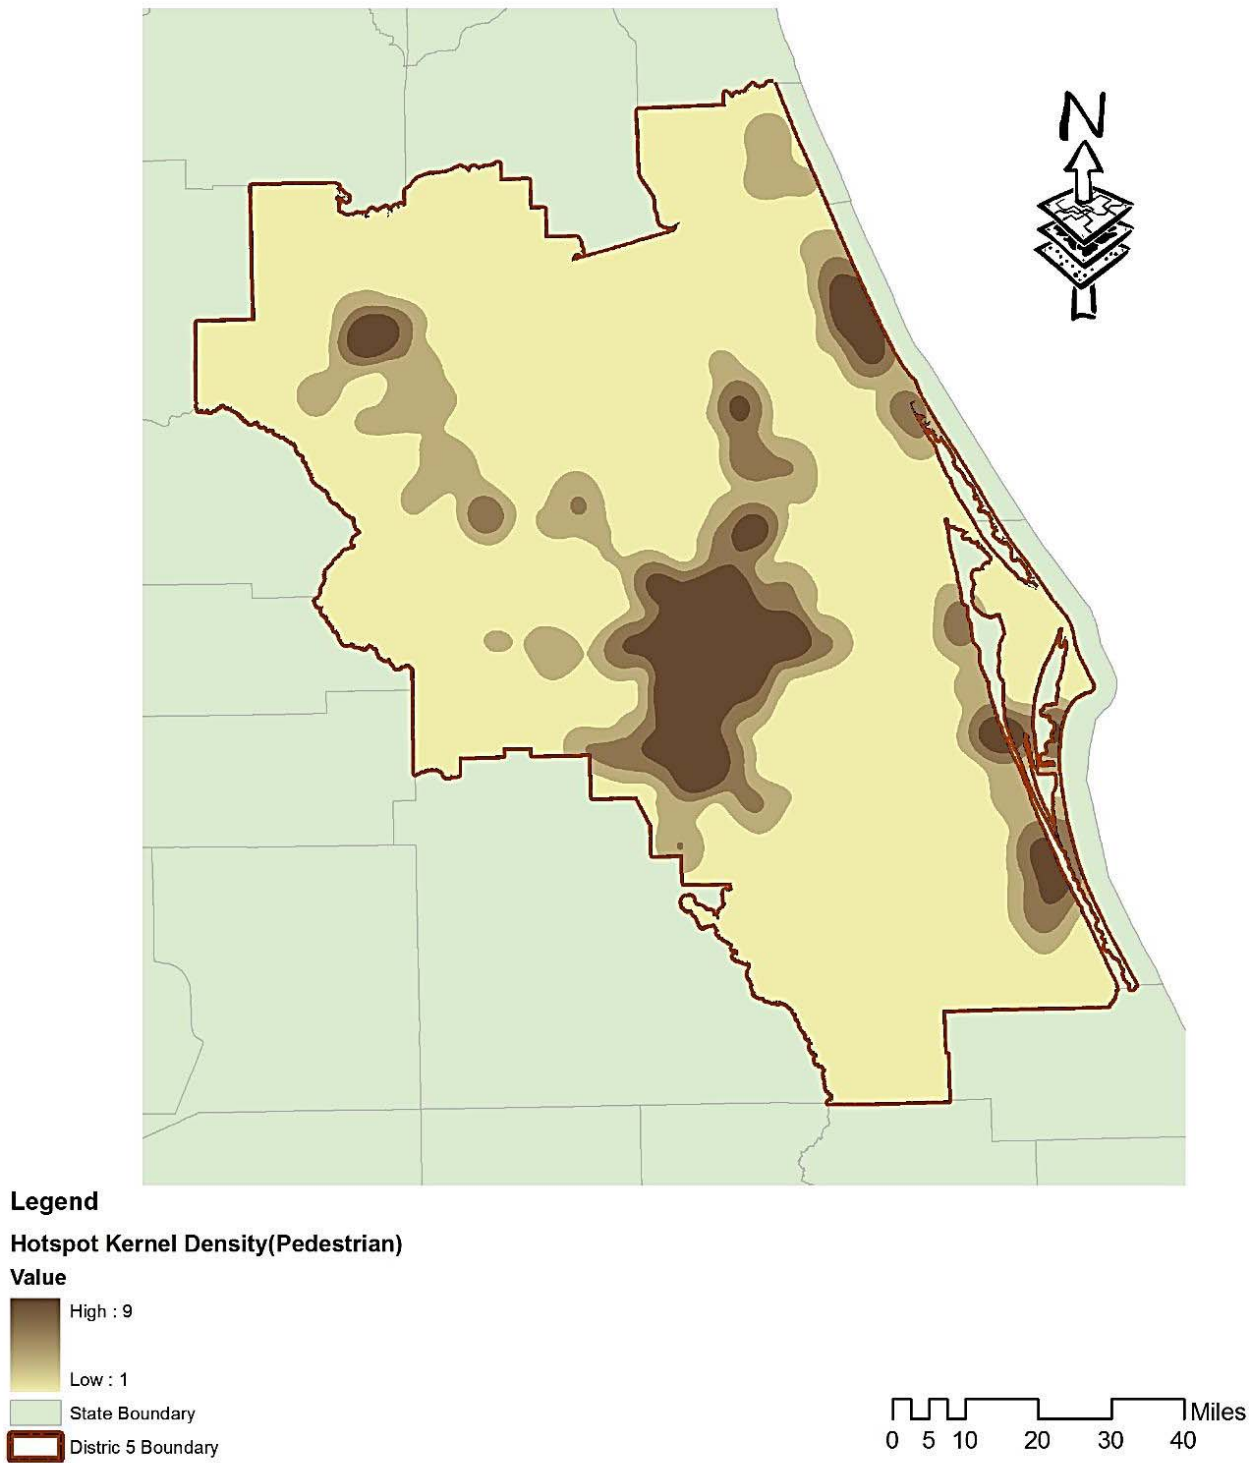 N
Legend
Hotspot Kernel Density(Pedestrian)
Value
High : 9
Low : 1
State Boundary
Distric 5 Boundary
Miles
0 5 10 20 30 40